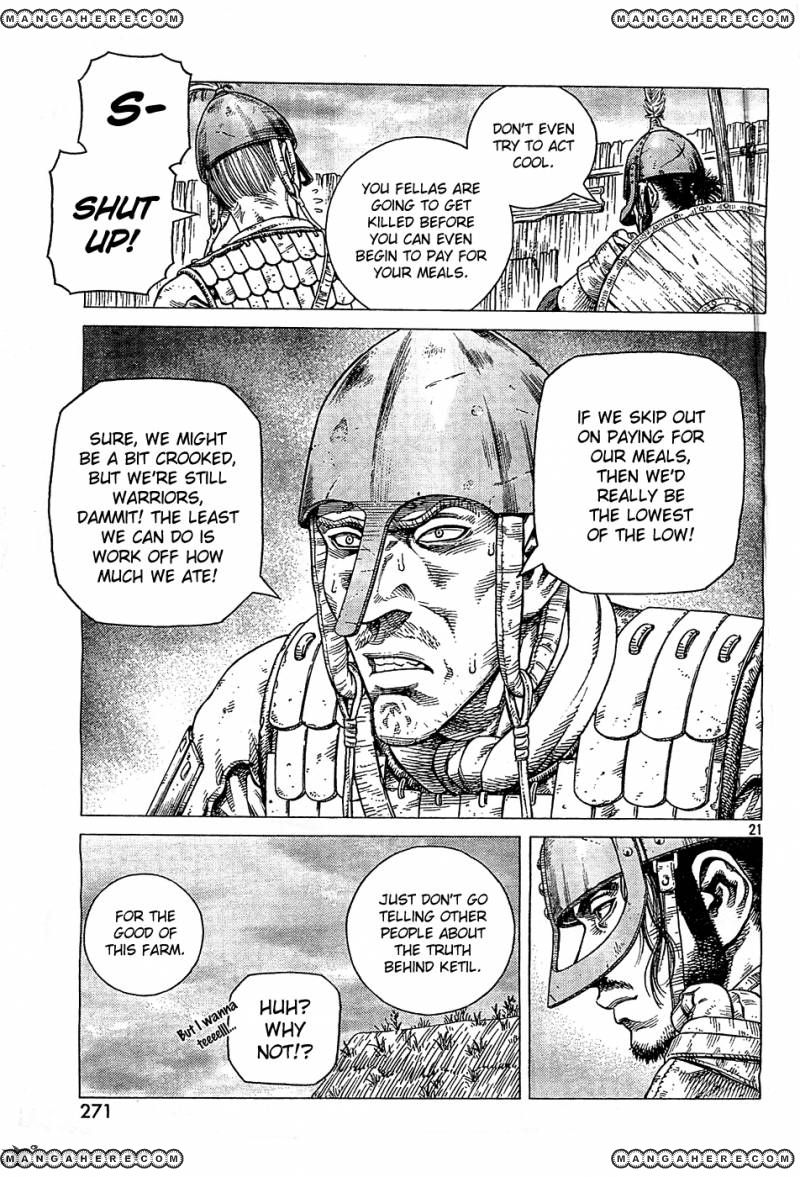 MANGAHERE.COM
MANGAHERE.COM
DON'T EVEN
TRY TO ACT
COOL.
YOU FELLAS ARE
GOING TO GET
KILLED BEFORE
YOU CAN EVEN
BEGIN TO PAY FOR
YOUR MEALS.
S-
SHUT
UP!
IF WE SKIP OUT
ON PAYING FOR
OUR MEALS,
THEN WE'D
REALLY BE
THE LOWEST
OF THE LOW!
SURE, WE MIGHT
BE A BIT CROOKED,
BUT WE'RE STILL
WARRIORS,
DAMMIT! THE LEAST
WE CAN DO IS
WORK OFF HOW
MUCH WE ATE!
21
JUST DON'T GO
TELLING OTHER
PEOPLE ABOUT
THE TRUTH
BEHIND KETIL.
FOR THE
GOOD OF
THIS FARM.
HUH?
WHY
NOT!?
But I wanna
teeeelll!...
271
MANGAHERE.COM
MANGAHERE.COM